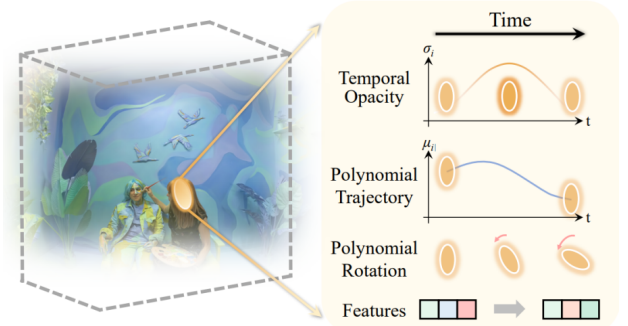 Time
σi
Temporal
Opacity
t
μi|
Polynomial
Trajectory
t
Polynomial
Rotation
Features